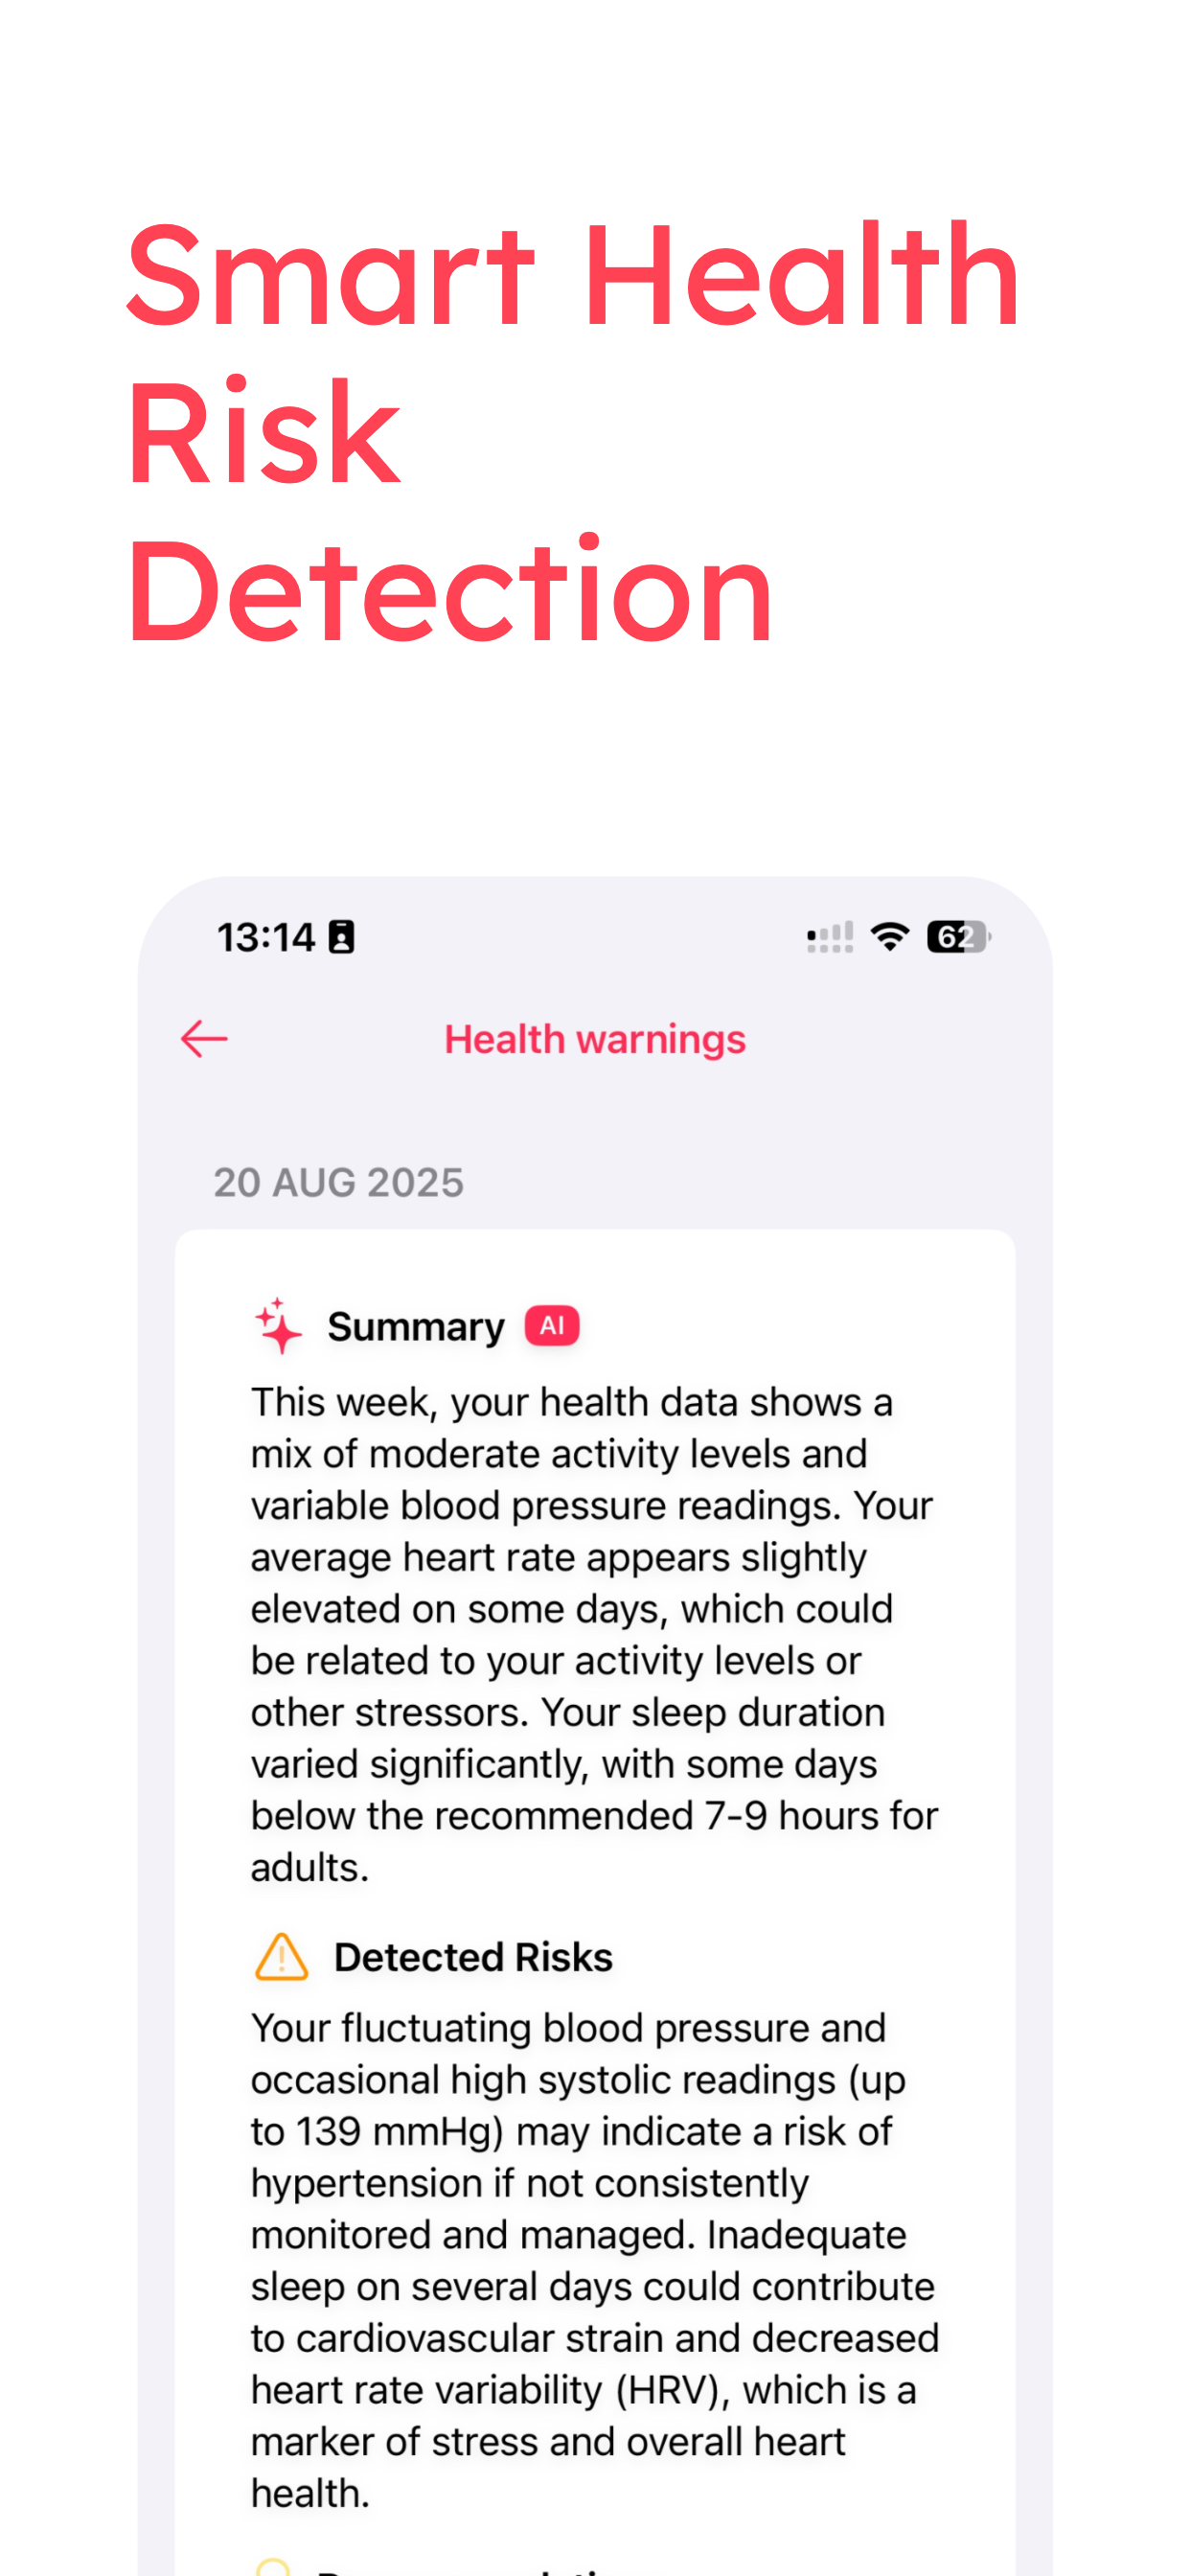 Smart Health
Risk
Detection
13:14
62
Health warnings
20 AUG 2025
Summary AI
This week, your health data shows a
mix of moderate activity levels and
variable blood pressure readings. Your
average heart rate appears slightly
elevated on some days, which could
be related to your activity levels or
other stressors. Your sleep duration
varied significantly, with some days
below the recommended 7-9 hours for
adults.
Detected Risks
Your fluctuating blood pressure and
occasional high systolic readings (up
to 139 mmHg) may indicate a risk of
hypertension if not consistently
monitored and managed. Inadequate
sleep on several days could contribute
to cardiovascular strain and decreased
heart rate variability (HRV), which is a
marker of stress and overall heart
health.